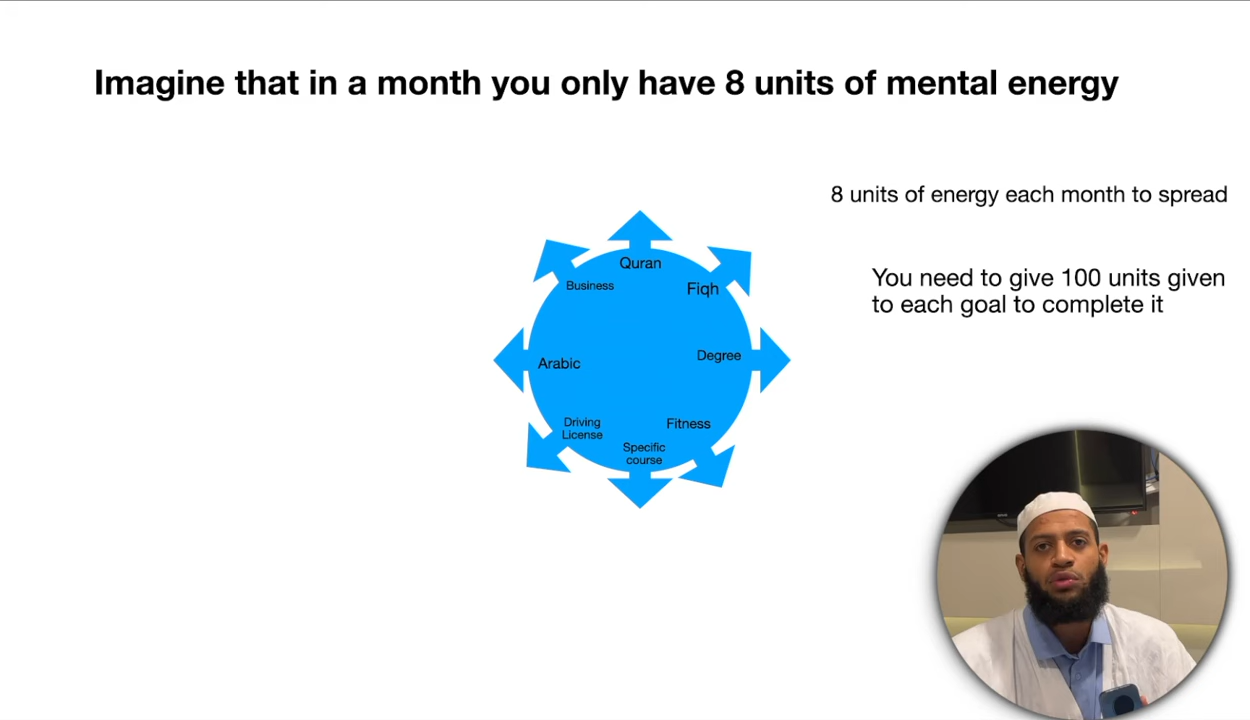 Imagine that in a month you only have 8 units of mental energy
8 units of energy each month to spread
You need to give 100 units given
to each goal to complete it
Quran
Business
Fiqh
Arabic
Degree
Driving
License
Fitness
Specific
course